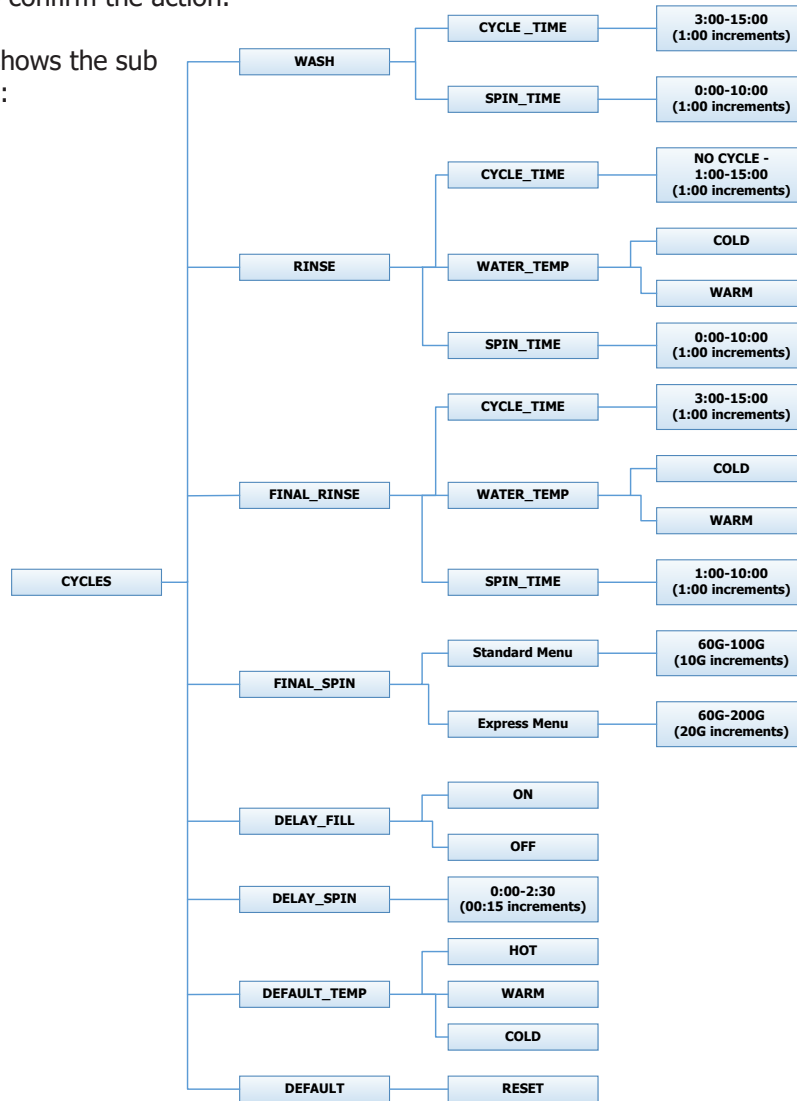 confirm the action.
hows the sub
:
CYCLES
WASH
CYCLE _TIME
3:00-15:00
(1:00 increments)
SPIN_TIME
0:00-10:00
(1:00 increments)
RINSE
CYCLE_TIME
NO CYCLE -
1:00-15:00
(1:00 increments)
WATER_TEMP
COLD
WARM
SPIN_TIME
0:00-10:00
(1:00 increments)
FINAL_RINSE
CYCLE_TIME
3:00-15:00
(1:00 increments)
WATER_TEMP
COLD
WARM
SPIN_TIME
1:00-10:00
(1:00 increments)
FINAL_SPIN
Standard Menu
60G-100G
(10G increments)
Express Menu
60G-200G
(20G increments)
DELAY_FILL
ON
OFF
DELAY_SPIN
0:00-2:30
(00:15 increments)
DEFAULT_TEMP
HOT
WARM
COLD
DEFAULT
RESET